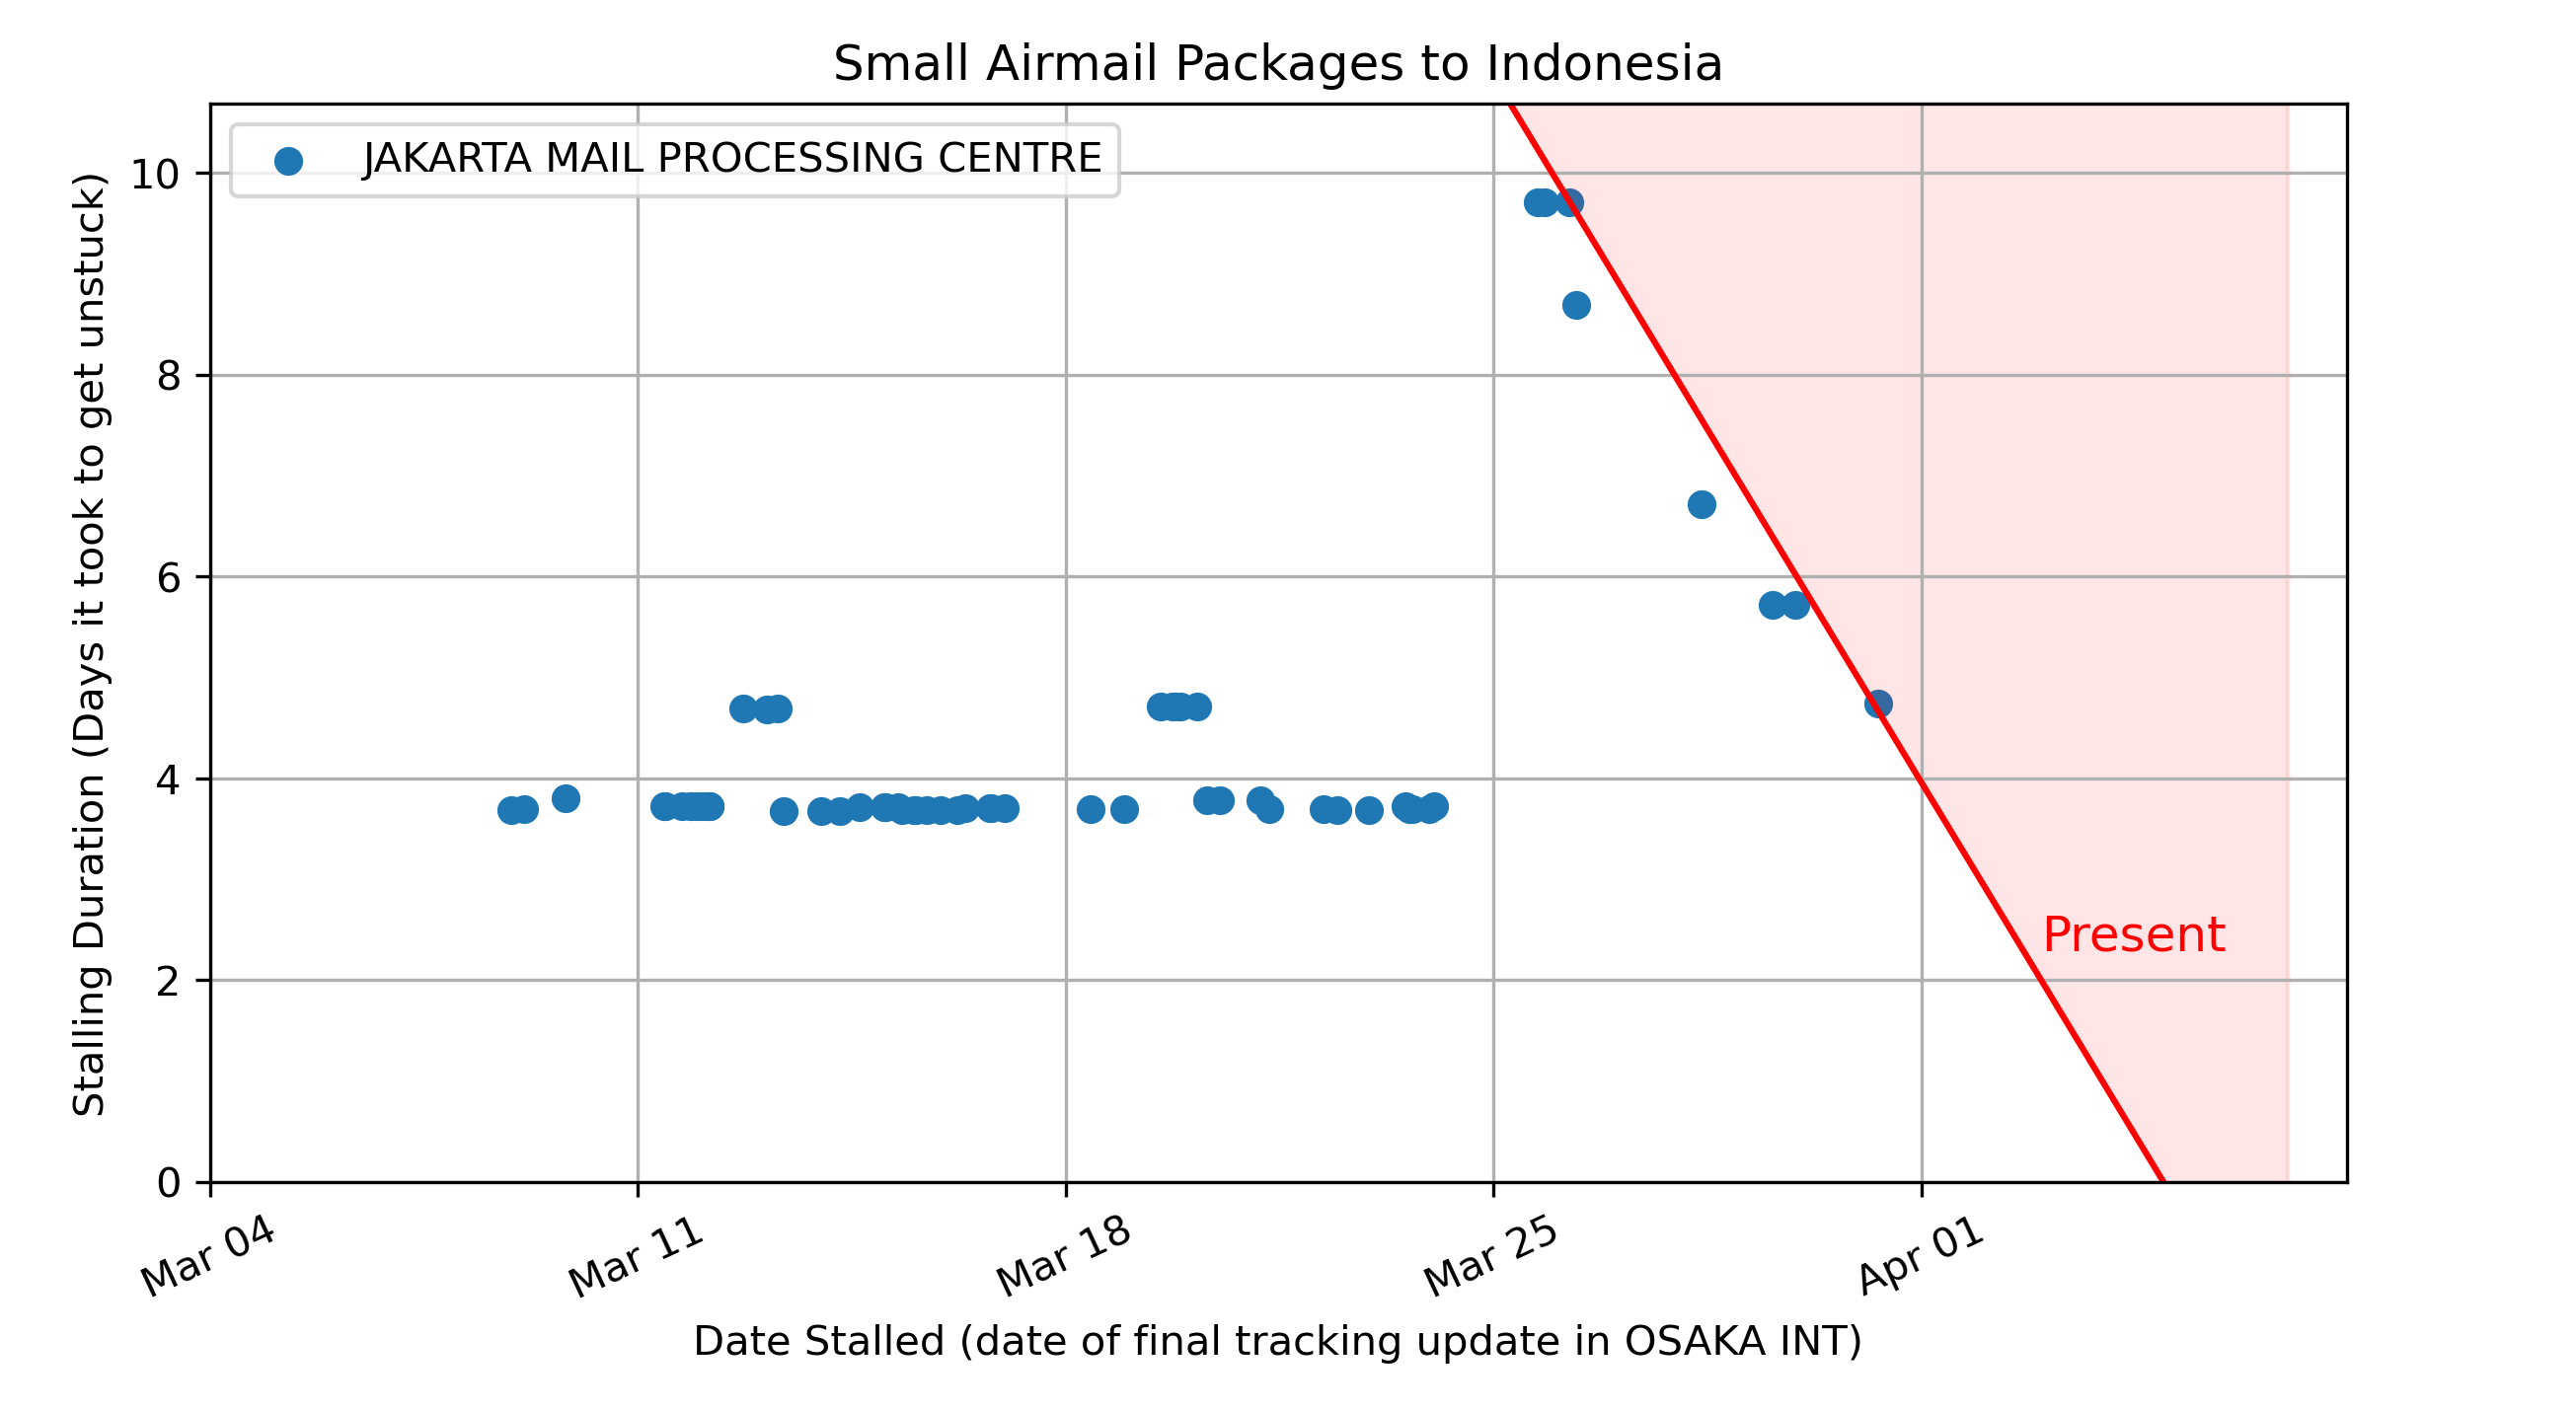 Small Airmail Packages to Indonesia
JAKARTA MAIL PROCESSING CENTRE
Stalling Duration (Days it took to get unstuck)
10
8
6
4
2
0
Present
Mar 04
Mar 11
Mar 18
Mar 25
Apr 01
Date Stalled (date of final tracking update in OSAKA INT)